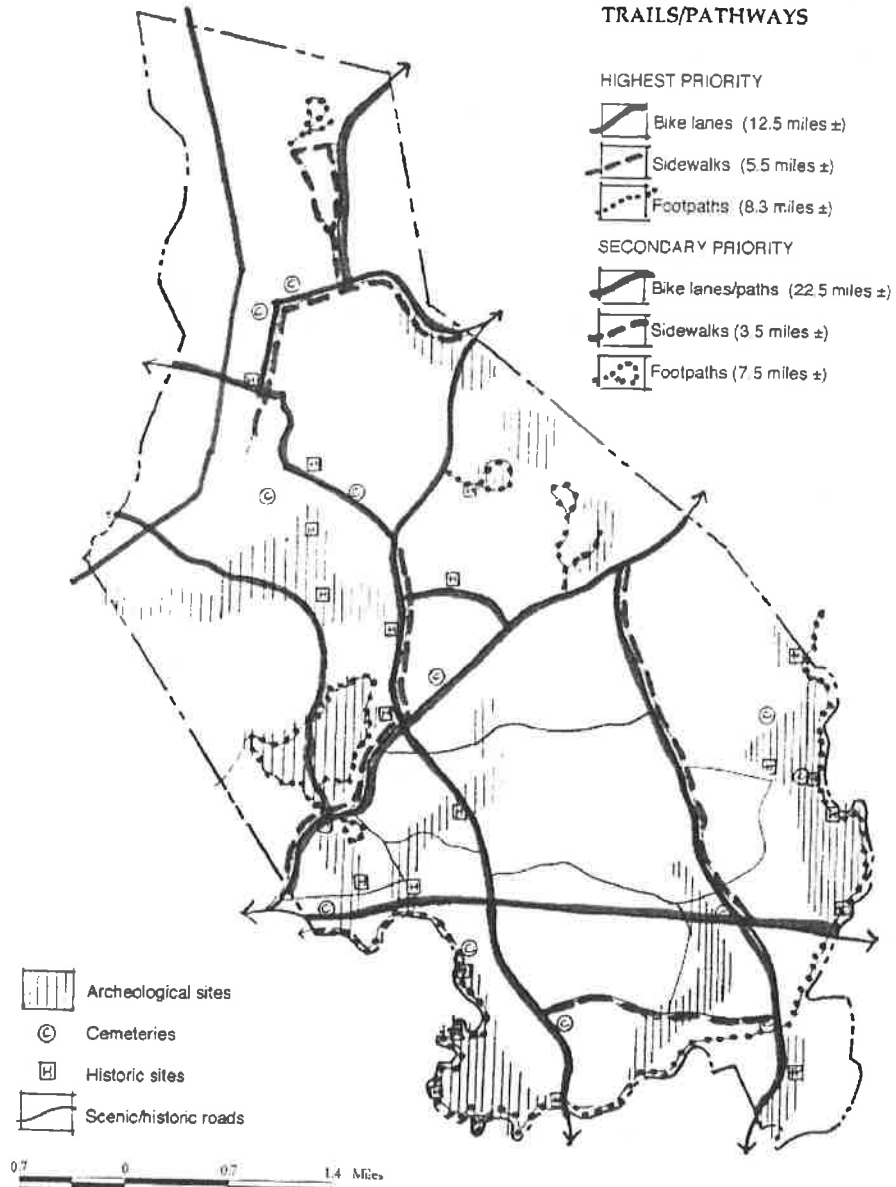 TRAILS/PATHWAYS
HIGHEST PRIORITY
Bike lanes (12.5 miles ±)
Sidewalks (5.5 miles ±)
Footpaths (8.3 miles ±)
SECONDARY PRIORITY
Bike lanes/paths (22.5 miles ±)
Sidewalks (3.5 miles ±)
Footpaths (7.5 miles ±)
Archeological sites
© Cemeteries
H Historic sites
Scenic/historic roads
0.7 0 0.7 1.4 Miles